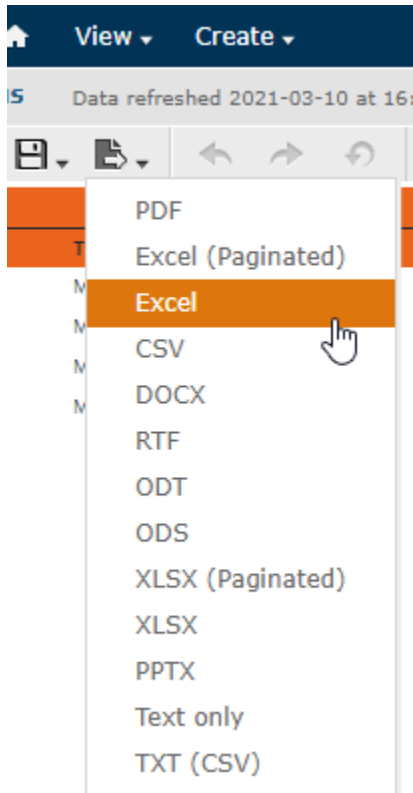 View Create
Data refreshed 2021-03-10 at 16:
PDF
Excel (Paginated)
Excel
CSV
DOCX
RTF
ODT
ODS
XLSX (Paginated)
XLSX
PPTX
Text only
TXT (CSV)